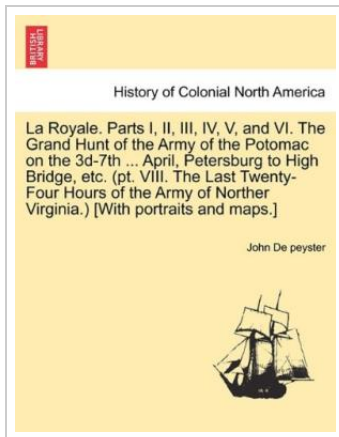 BRITISH
LIBRARY
History of Colonial North America
La Royale. Parts I, II, III, IV, V, and VI. The
Grand Hunt of the Army of the Potomac
on the 3d-7th ... April, Petersburg to High
Bridge, etc. (pt. VIII. The Last Twenty-
Four Hours of the Army of Norther
Virginia.) [With portraits and maps.]
John De peyster